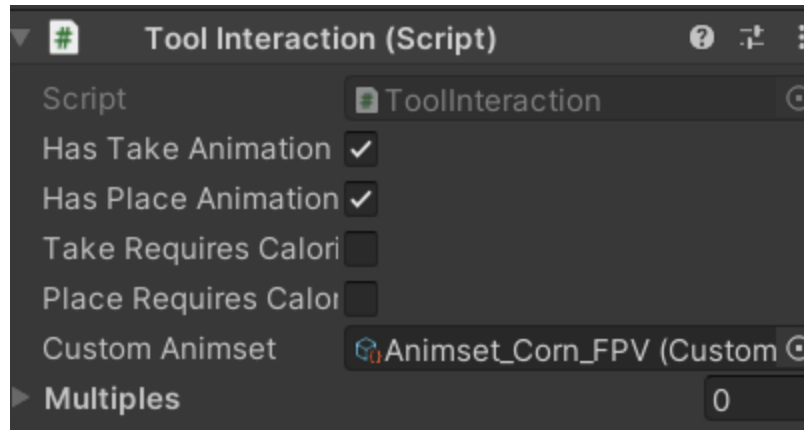 Tool Interaction (Script)
Script ToolInteraction
Has Take Animation
Has Place Animation
Take Requires Calori
Place Requires Calor
Custom Animset Animset_Corn_FPV (Custom
Multiples 0